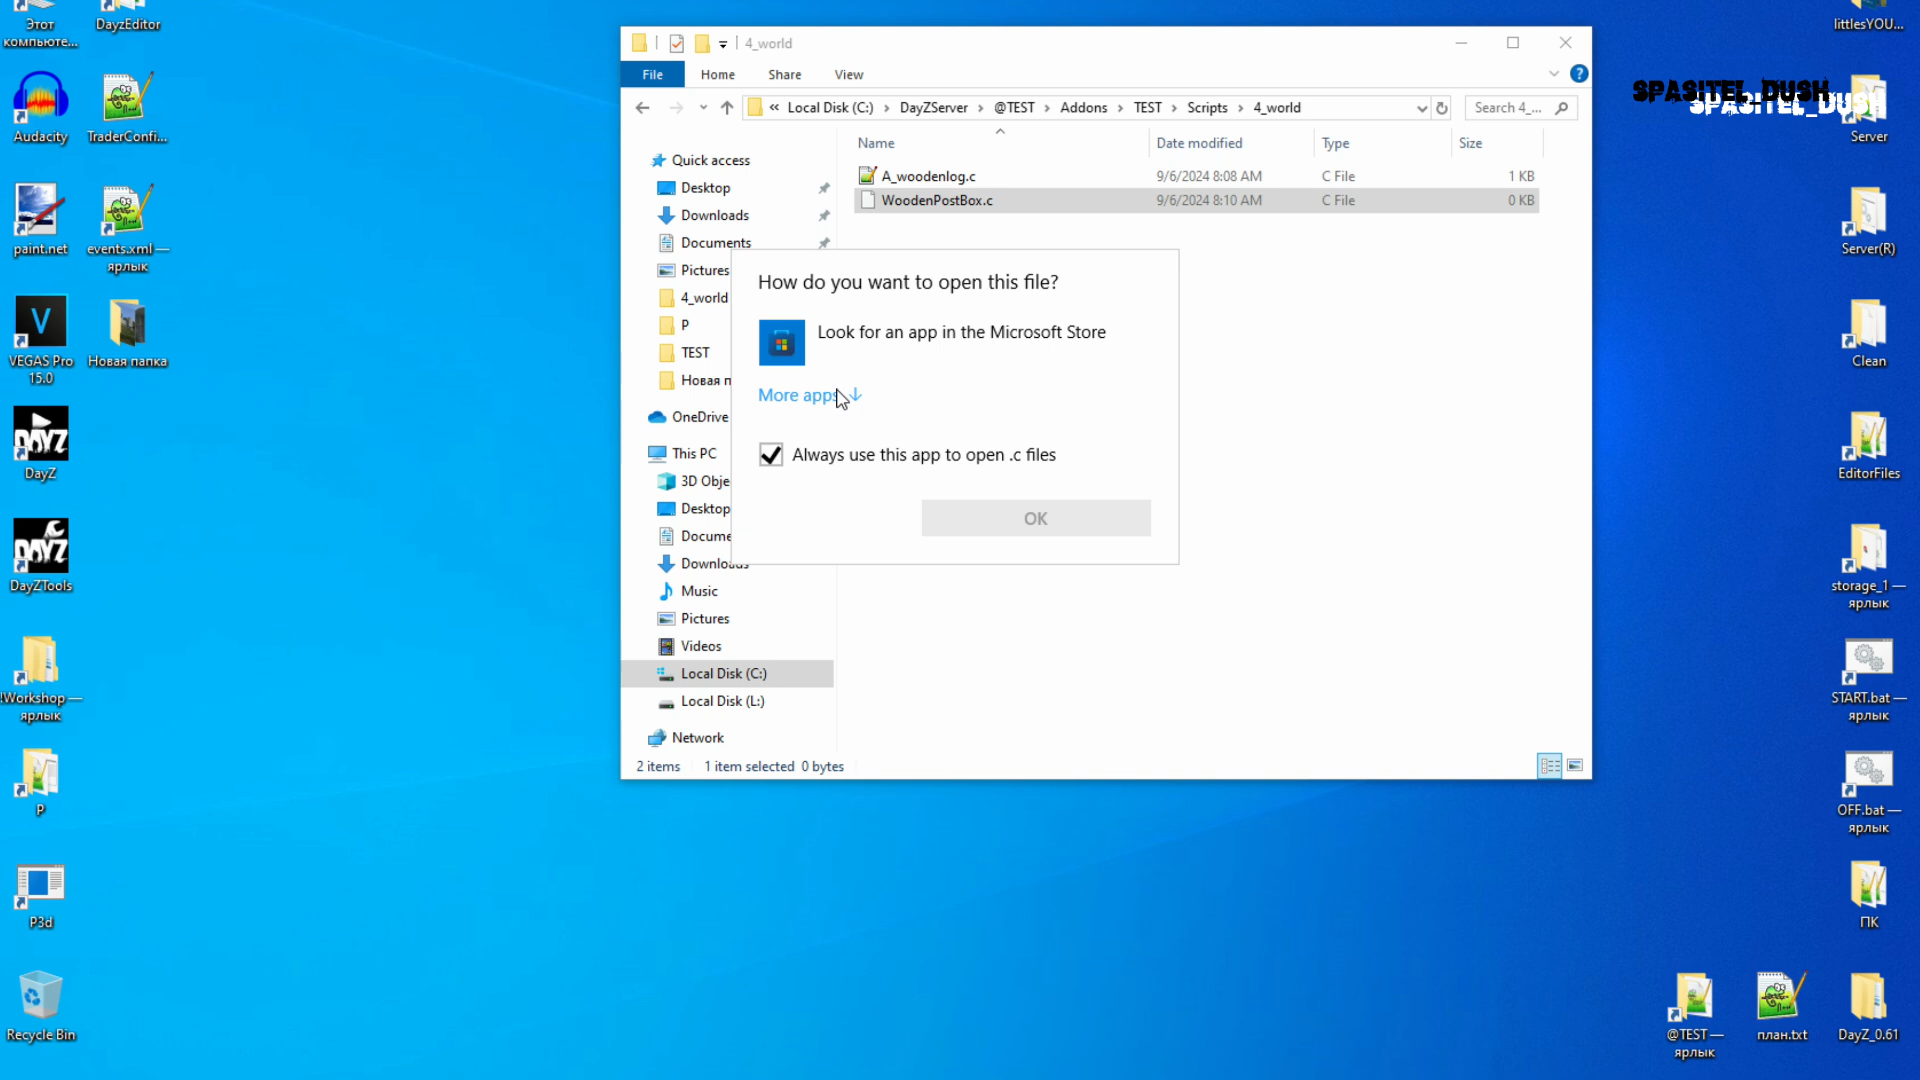 Этот
компьюте...
DayzEditor
Audacity
TraderConfi...
paint.net
events.xml —
ярлык
VEGAS Pro
15.0
Новая папка
DayZ
DayZTools
!Workshop —
ярлык
p
P3d
Recycle Bin
4_world
File
Home
Share
View
« Local Disk (C:) › DayZServer › @TEST › Addons › TEST › Scripts › 4_world
Search 4_...
Name
Date modified
Type
Size
A_woodenlog.c
9/6/2024 8:08 AM
C File
1 KB
WoodenPostBox.c
9/6/2024 8:10 AM
C File
0 KB
Quick access
Desktop
Downloads
Documents
Pictures
4_world
P
TEST
Новая п
OneDrive
This PC
3D Obje
Desktop
Docume
Downloads
Music
Pictures
Videos
Local Disk (C:)
Local Disk (L:)
Network
2 items
1 item selected 0 bytes
How do you want to open this file?
Look for an app in the Microsoft Store
More apps ↓
Always use this app to open .c files
OK
littlesYOU...
SPASITEL_DUSH
SPASITEL_DUSH
Server
Server(R)
Clean
EditorFiles
storage_1 —
ярлык
START.bat —
ярлык
OFF.bat —
ярлык
ПК
@TEST —
ярлык
план.txt
DayZ_0.61